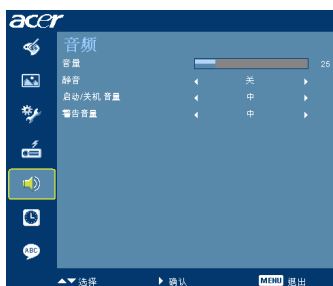 acer
音频
音量 25
静音 关
启动/关机 音量 中
警告音量 中
ABC
选择 确认 MENU 退出